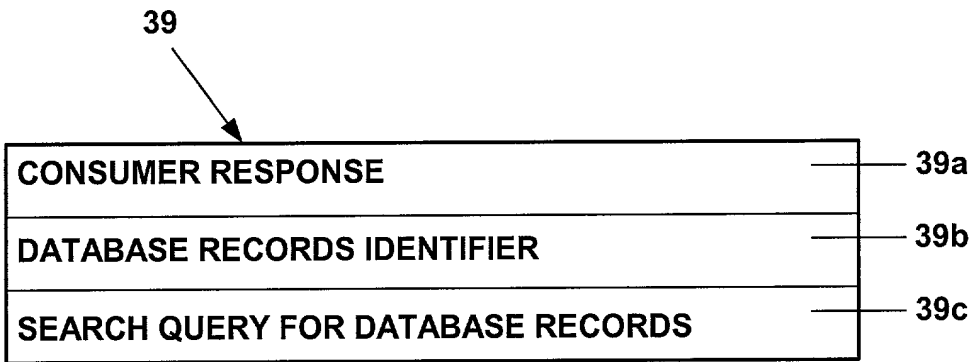 39
CONSUMER RESPONSE 39a
DATABASE RECORDS IDENTIFIER 39b
SEARCH QUERY FOR DATABASE RECORDS 39c